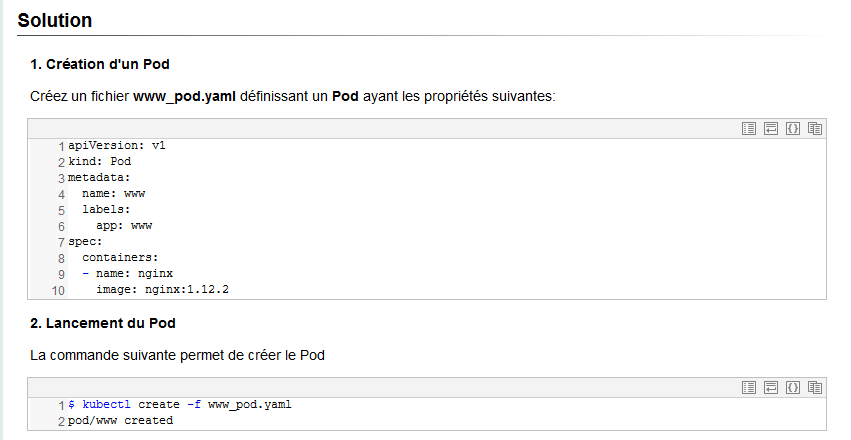 Solution
1. Création d'un Pod
Créez un fichier www_pod.yaml définissant un Pod ayant les propriétés suivantes:
1 apiVersion: v1
2 kind: Pod
3 metadata:
4   name: www
5   labels:
6     app: www
7 spec:
8   containers:
9   - name: nginx
10     image: nginx:1.12.2
2. Lancement du Pod
La commande suivante permet de créer le Pod
1 $ kubectl create -f www_pod.yaml
2 pod/www created